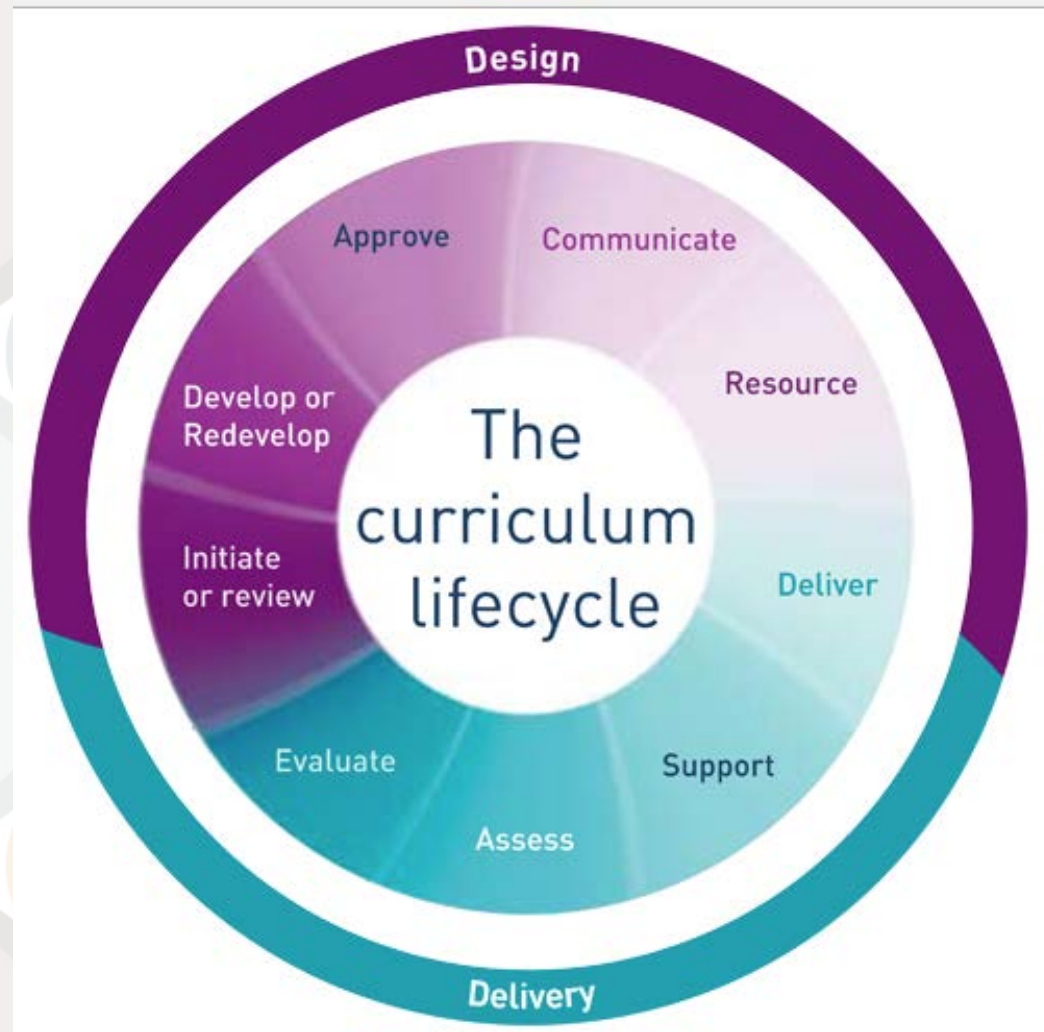 Design
Approve
Communicate
Resource
Develop or
Redevelop
The
curriculum
lifecycle
Initiate
or review
Deliver
Support
Evaluate
Assess
Delivery